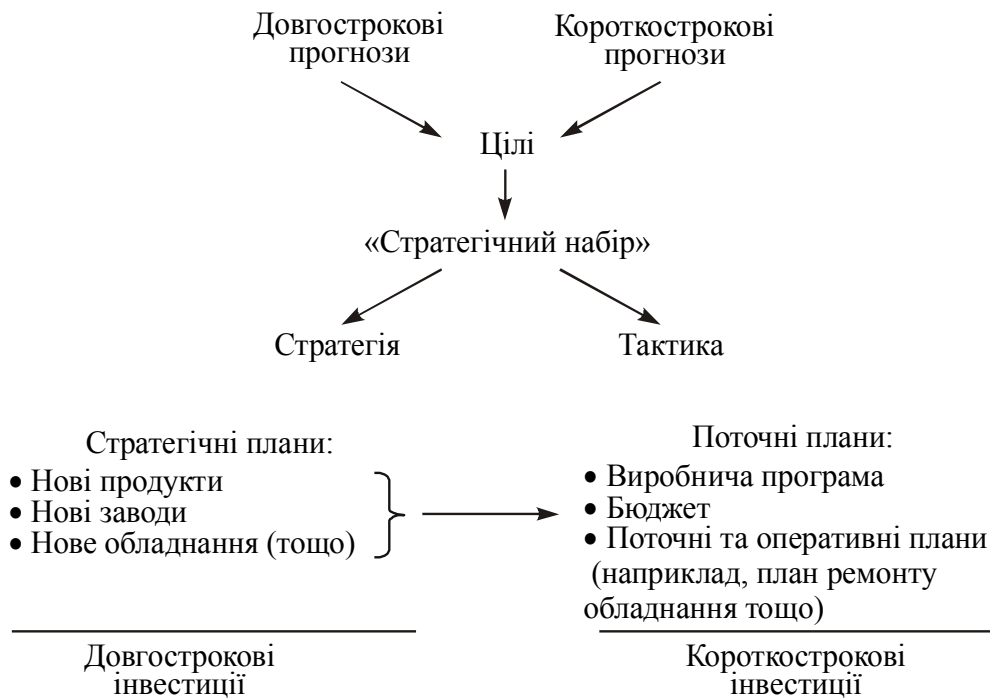 Довгострокові
прогнози
Короткострокові
прогнози
Цілі
«Стратегічний набір»
Стратегія
Тактика
Стратегічні плани:
• Нові продукти
• Нові заводи
• Нове обладнання (тощо)
Поточні плани:
• Виробнича програма
• Бюджет
• Поточні та оперативні плани
(наприклад, план ремонту
обладнання тощо)
Довгострокові
інвестиції
Короткострокові
інвестиції